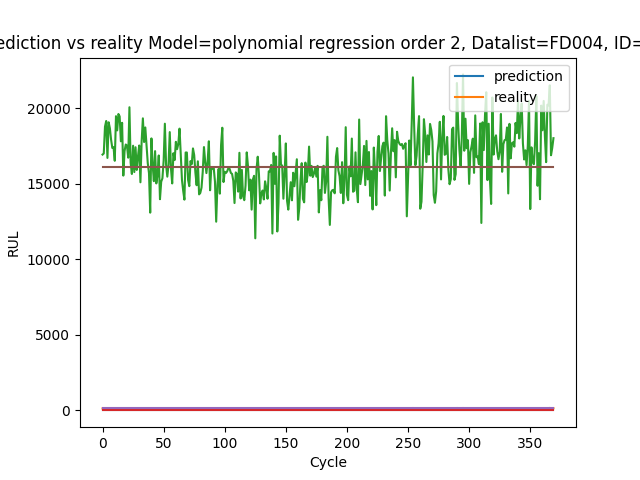 ediction vs reality Model=polynomial regression order 2, Datalist=FD004, ID=
prediction
reality
20000
15000
10000
5000
0
RUL
0 50 100 150 200 250 300 350
Cycle